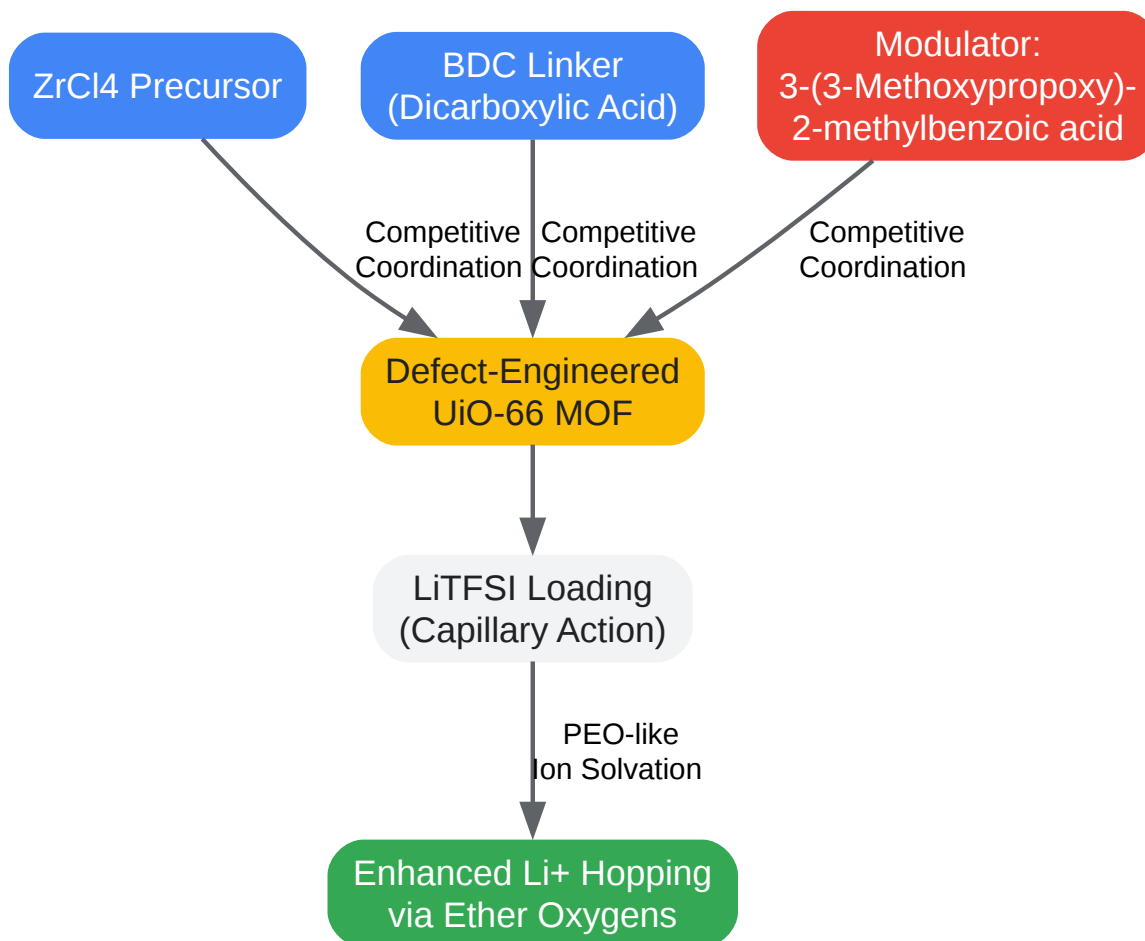 ZrCl4 Precursor
BDC Linker
(Dicarboxylic Acid)
Modulator:
3-(3-Methoxypropoxy)-
2-methylbenzoic acid
Competitive
Coordination
Competitive
Coordination
Competitive
Coordination
Defect-Engineered
UiO-66 MOF
LiTFSI Loading
(Capillary Action)
PEO-like
Ion Solvation
Enhanced Li+ Hopping
via Ether Oxygens